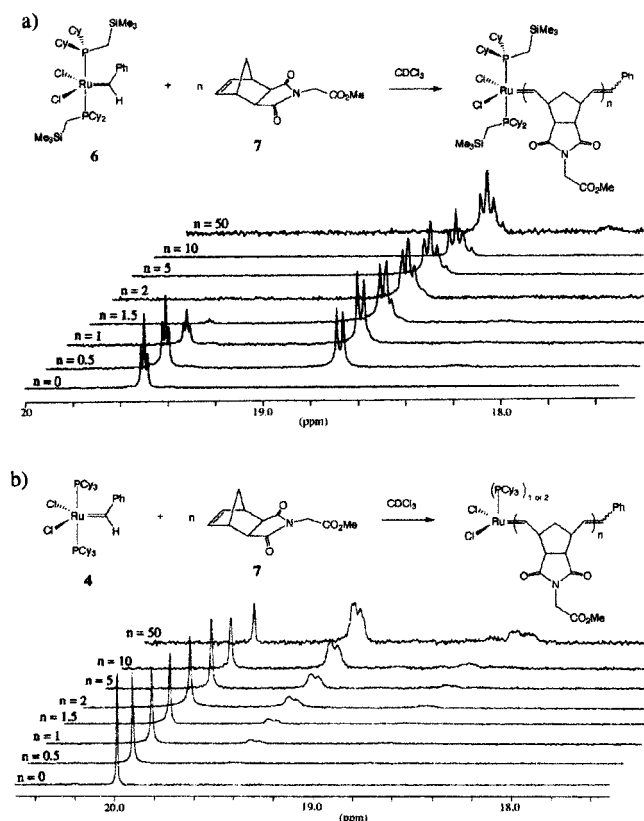 a)
SiMe₃
Cy
Cy
P
Cl
Ru
Ph
H
Cl
PCy₂
Me₃Si
6
+
n
O
N
CO₂Me
O
7
CDCl₃
SiMe₃
Cy
Cy
P
Cl
Ru
Cl
PCy₂
Me₃Si
n
Ph
O
N
O
CO₂Me
n = 50
n = 10
n = 5
n = 2
n = 1.5
n = 1
n = 0.5
n = 0
20
19.0
18.0
(ppm)
b)
PCy₃
Cl
Ru
Ph
H
Cl
PCy₃
4
+
n
O
N
CO₂Me
O
7
CDCl₃
(PCy₃)1 or 2
Cl
Ru
Cl
n
Ph
O
N
O
CO₂Me
n = 50
n = 10
n = 5
n = 2
n = 1.5
n = 1
n = 0.5
n = 0
20.0
19.0
18.0
(ppm)